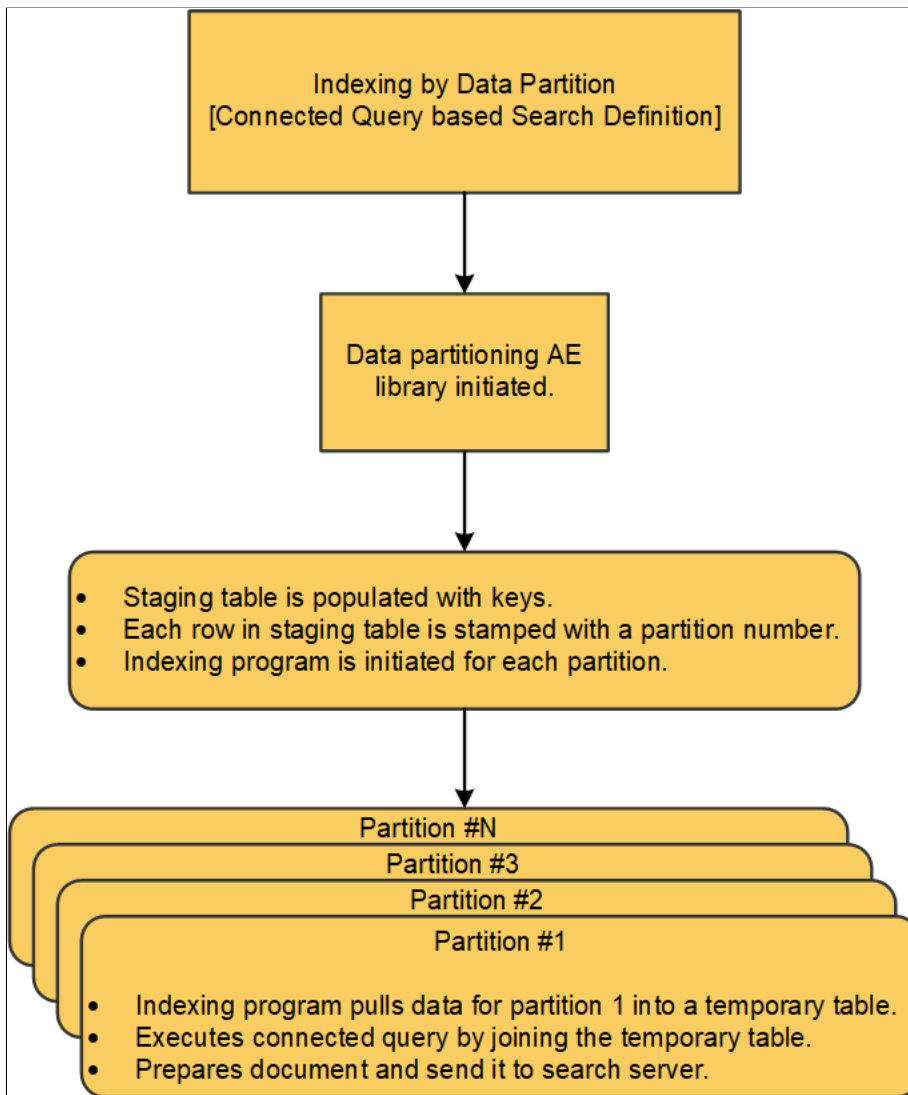 Indexing by Data Partition
[Connected Query based Search Definition]
Data partitioning AE
library initiated.
• Staging table is populated with keys.
• Each row in staging table is stamped with a partition number.
• Indexing program is initiated for each partition.
Partition #N
Partition #3
Partition #2
Partition #1
• Indexing program pulls data for partition 1 into a temporary table.
• Executes connected query by joining the temporary table.
• Prepares document and send it to search server.